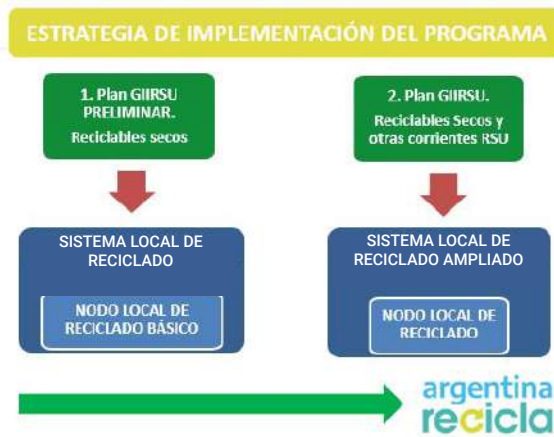 ESTRATEGIA DE IMPLEMENTACIÓN DEL PROGRAMA
1. Plan GIIRSU
PRELIMINAR.
Reciclables secos
SISTEMA LOCAL DE
RECICLADO
NODO LOCAL DE
RECICLADO BÁSICO
2. Plan GIIRSU.
Reciclables Secos y
otras corrientes RSU
SISTEMA LOCAL DE
RECICLADO AMPLIADO
NODO LOCAL DE
RECICLADO
argentina
recicla